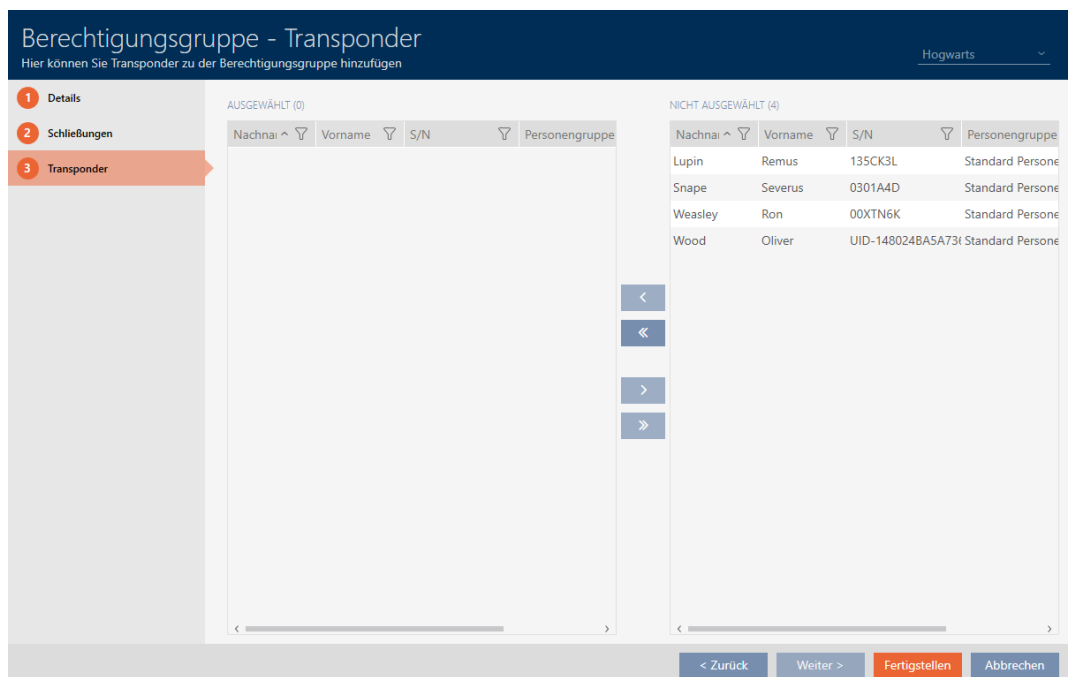 Berechtigungsgruppe - Transponder
Hier können Sie Transponder zu der Berechtigungsgruppe hinzufügen
Hogwarts
1 Details
2 Schließungen
3 Transponder
AUSGEWÄHLT (0)
Nachnai Vorname S/N Personengruppe
NICHT AUSGEWÄHLT (4)
Nachnai Vorname S/N Personengruppe
Lupin Remus 135CK3L Standard Persone
Snape Severus 0301A4D Standard Persone
Weasley Ron 00XTN6K Standard Persone
Wood Oliver UID-148024BA5A736 Standard Persone
< Zurück Weiter > Fertigstellen Abbrechen